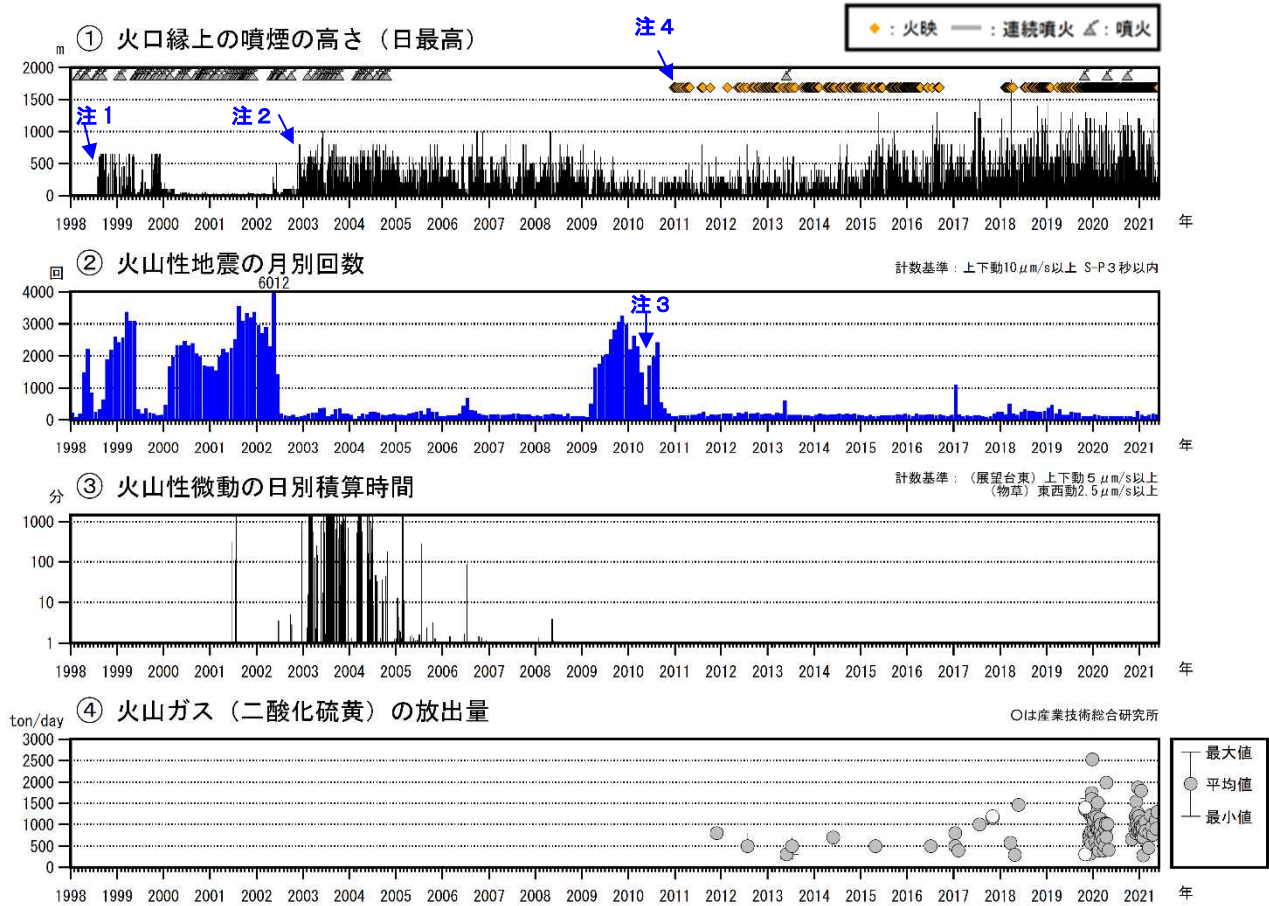 注4
◆：火映 ━━：連続噴火 ：噴火
m ① 火口縁上の噴煙の高さ（日最高）
2000
1500
1000
500
0
注1
注2
1998 1999 2000 2001 2002 2003 2004 2005 2006 2007 2008 2009 2010 2011 2012 2013 2014 2015 2016 2017 2018 2019 2020 2021 年
回 ② 火山性地震の月別回数
計数基準：上下動10μm/s以上 S-P3秒以内
6012
4000
3000
2000
1000
0
注3
1998 1999 2000 2001 2002 2003 2004 2005 2006 2007 2008 2009 2010 2011 2012 2013 2014 2015 2016 2017 2018 2019 2020 2021 年
分 ③ 火山性微動の日別積算時間
計数基準：（展望台東）上下動5μm/s以上
（物草）東西動2.5μm/s以上
1000
100
10
1
1998 1999 2000 2001 2002 2003 2004 2005 2006 2007 2008 2009 2010 2011 2012 2013 2014 2015 2016 2017 2018 2019 2020 2021 年
ton/day ④ 火山ガス（二酸化硫黄）の放出量
○は産業技術総合研究所
3000
2500
2000
1500
1000
500
0
最大値
平均値
最小値
1998 1999 2000 2001 2002 2003 2004 2005 2006 2007 2008 2009 2010 2011 2012 2013 2014 2015 2016 2017 2018 2019 2020 2021 年